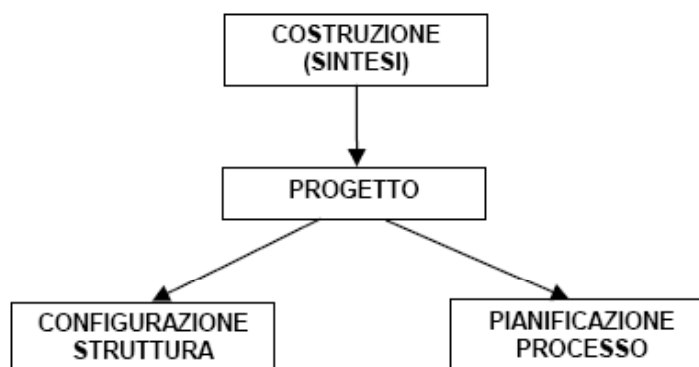 COSTRUZIONE
(SINTESI)
PROGETTO
CONFIGURAZIONE
STRUTTURA
PIANIFICAZIONE
PROCESSO